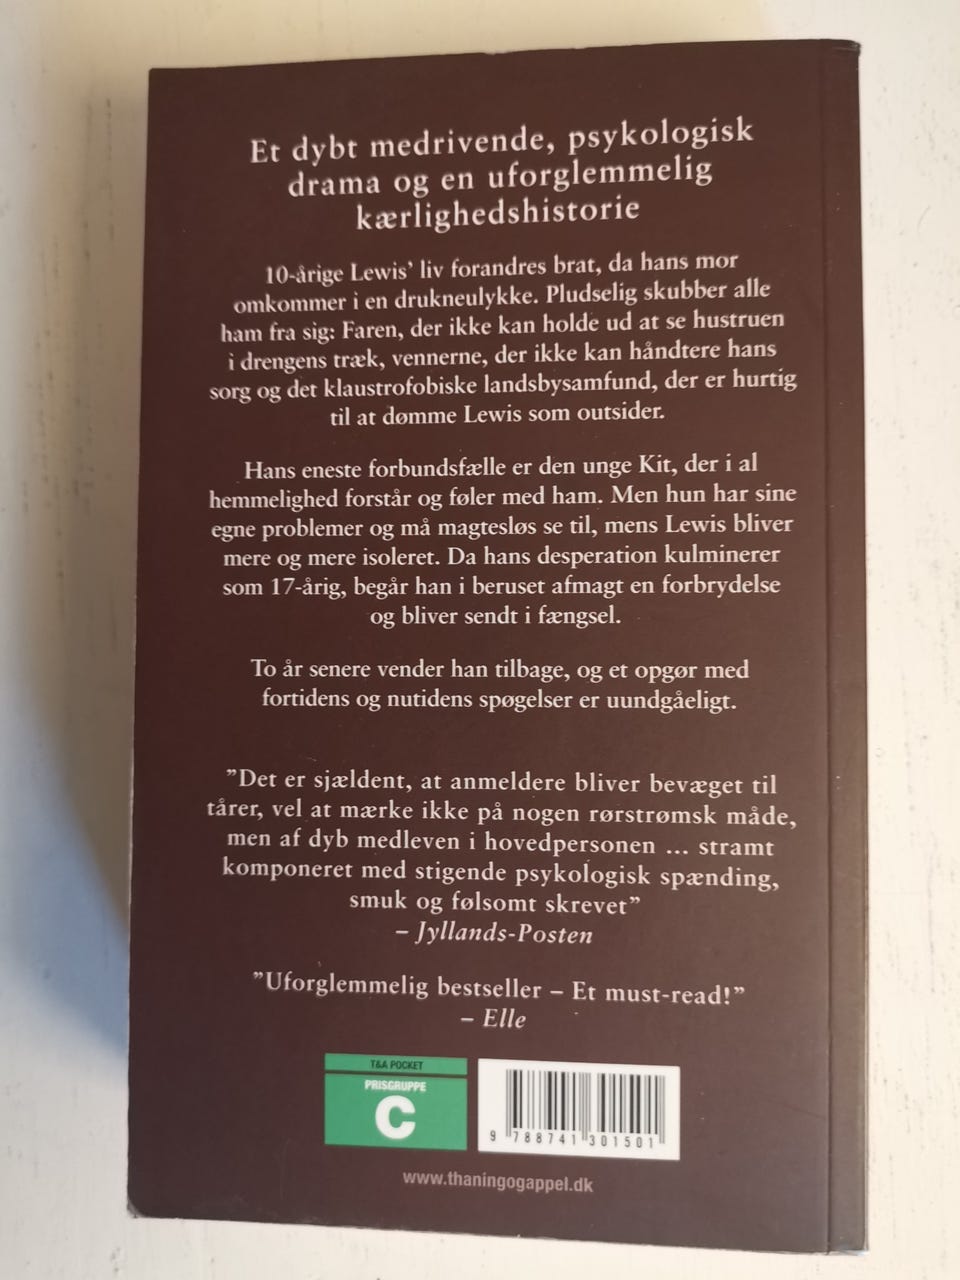 Et dybt medrivende, psykologisk
drama og en uforglemmelig
kærlighedshistorie
10-årige Lewis' liv forandres brat, da hans mor
omkommer i en drukneulykke. Pludselig skubber alle
ham fra sig: Faren, der ikke kan holde ud at se hustruen
i drengens træk, vennerne, der ikke kan håndtere hans
sorg og det klaustrofobiske landsbysamfund, der er hurtig
til at dømme Lewis som outsider.
Hans eneste forbundsfælle er den unge Kit, der i al
hemmelighed forstår og føler med ham. Men hun har sine
egne problemer og må magtesløs se til, mens Lewis bliver
mere og mere isoleret. Da hans desperation kulminerer
som 17-årig, begår han i beruset afmagt en forbrydelse
og bliver sendt i fængsel.
To år senere vender han tilbage, og et opgør med
fortidens og nutidens spøgelser er uundgåeligt.
”Det er sjældent, at anmeldere bliver bevæget til
tårer, vel at mærke ikke på nogen rørstrømsk måde,
men af dyb medleven i hovedpersonen ... stramt
komponeret med stigende psykologisk spænding,
smuk og følsomt skrevet”
– Jyllands-Posten
”Uforglemmelig bestseller – Et must-read!”
– Elle
T&A POCKET
PRISGRUPPE
C
9 788741 301501
www.thaningogappel.dk